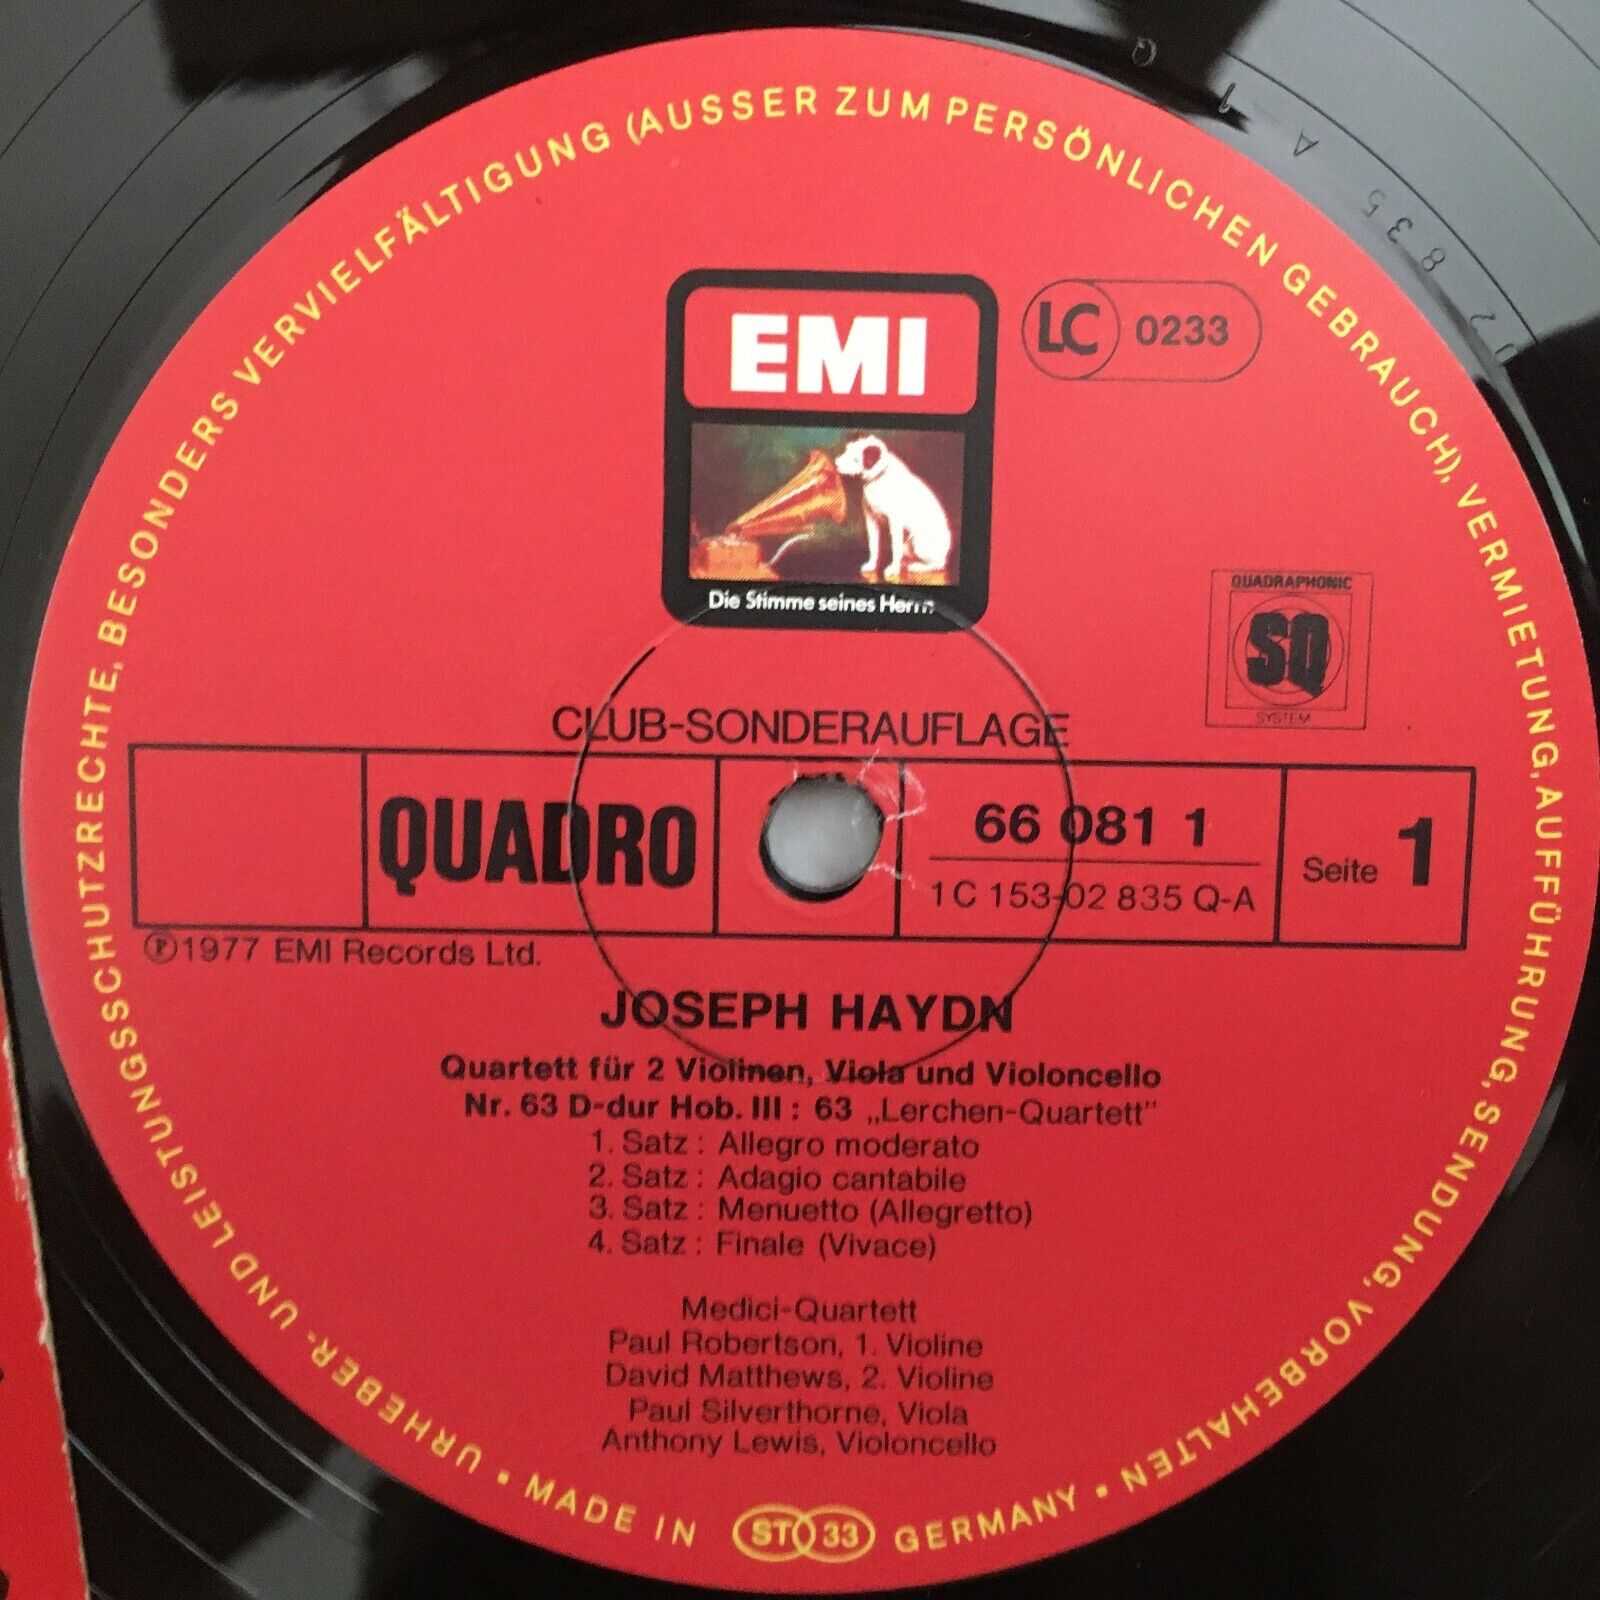 URHEBER- UND LEISTUNGSSCHUTZRECHTE, BESONDERS VERVIELFÄLTIGUNG (AUSSER ZUM PERSÖNLICHEN GEBRAUCH), VERMIETUNG, AUFFÜHRUNG, SENDUNG, VORBEHALTEN • MADE IN ST 33 GERMANY •
EMI
Die Stimme seines Herrn
LC 0233
QUADRAPHONIC
SQ
SYSTEM
CLUB-SONDERAUFLAGE
QUADRO
66 081 1
1 C 153-02 835 Q-A
Seite 1
Ⓟ1977 EMI Records Ltd.
JOSEPH HAYDN
Quartett für 2 Violinen, Viola und Violoncello
Nr. 63 D-dur Hob. III : 63 „Lerchen-Quartett"
1. Satz : Allegro moderato
2. Satz : Adagio cantabile
3. Satz : Menuetto (Allegretto)
4. Satz : Finale (Vivace)
Medici-Quartett
Paul Robertson, 1. Violine
David Matthews, 2. Violine
Paul Silverthorne, Viola
Anthony Lewis, Violoncello
02835 A 1 Q